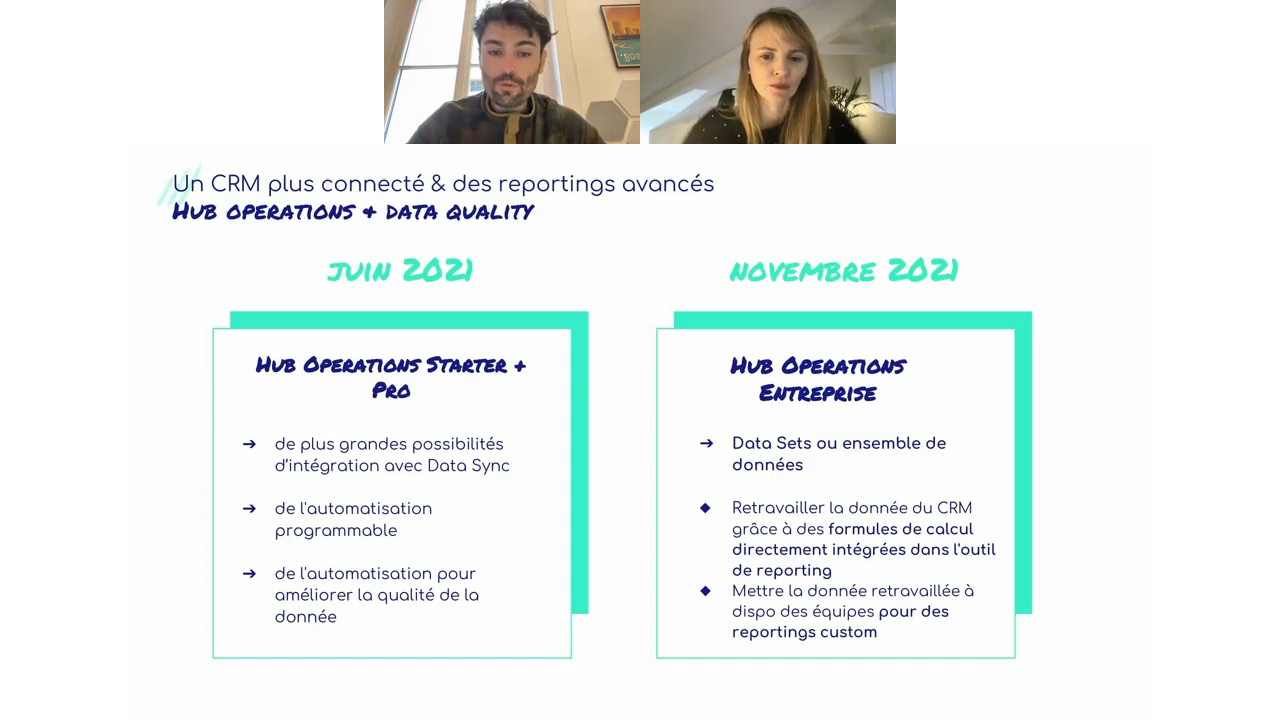 Un CRM plus connecté & des reportings avancés
Hub operations & data quality
juin 2021
novembre 2021
Hub Operations Starter +
Pro
➔ de plus grandes possibilités
d'intégration avec Data Sync
➔ de l'automatisation
programmable
➔ de l'automatisation pour
améliorer la qualité de la
donnée
Hub Operations
Entreprise
➔ Data Sets ou ensemble de
données
◆ Retravailler la donnée du CRM
grâce à des formules de calcul
directement intégrées dans l'outil
de reporting
◆ Mettre la donnée retravaillée à
dispo des équipes pour des
reportings custom